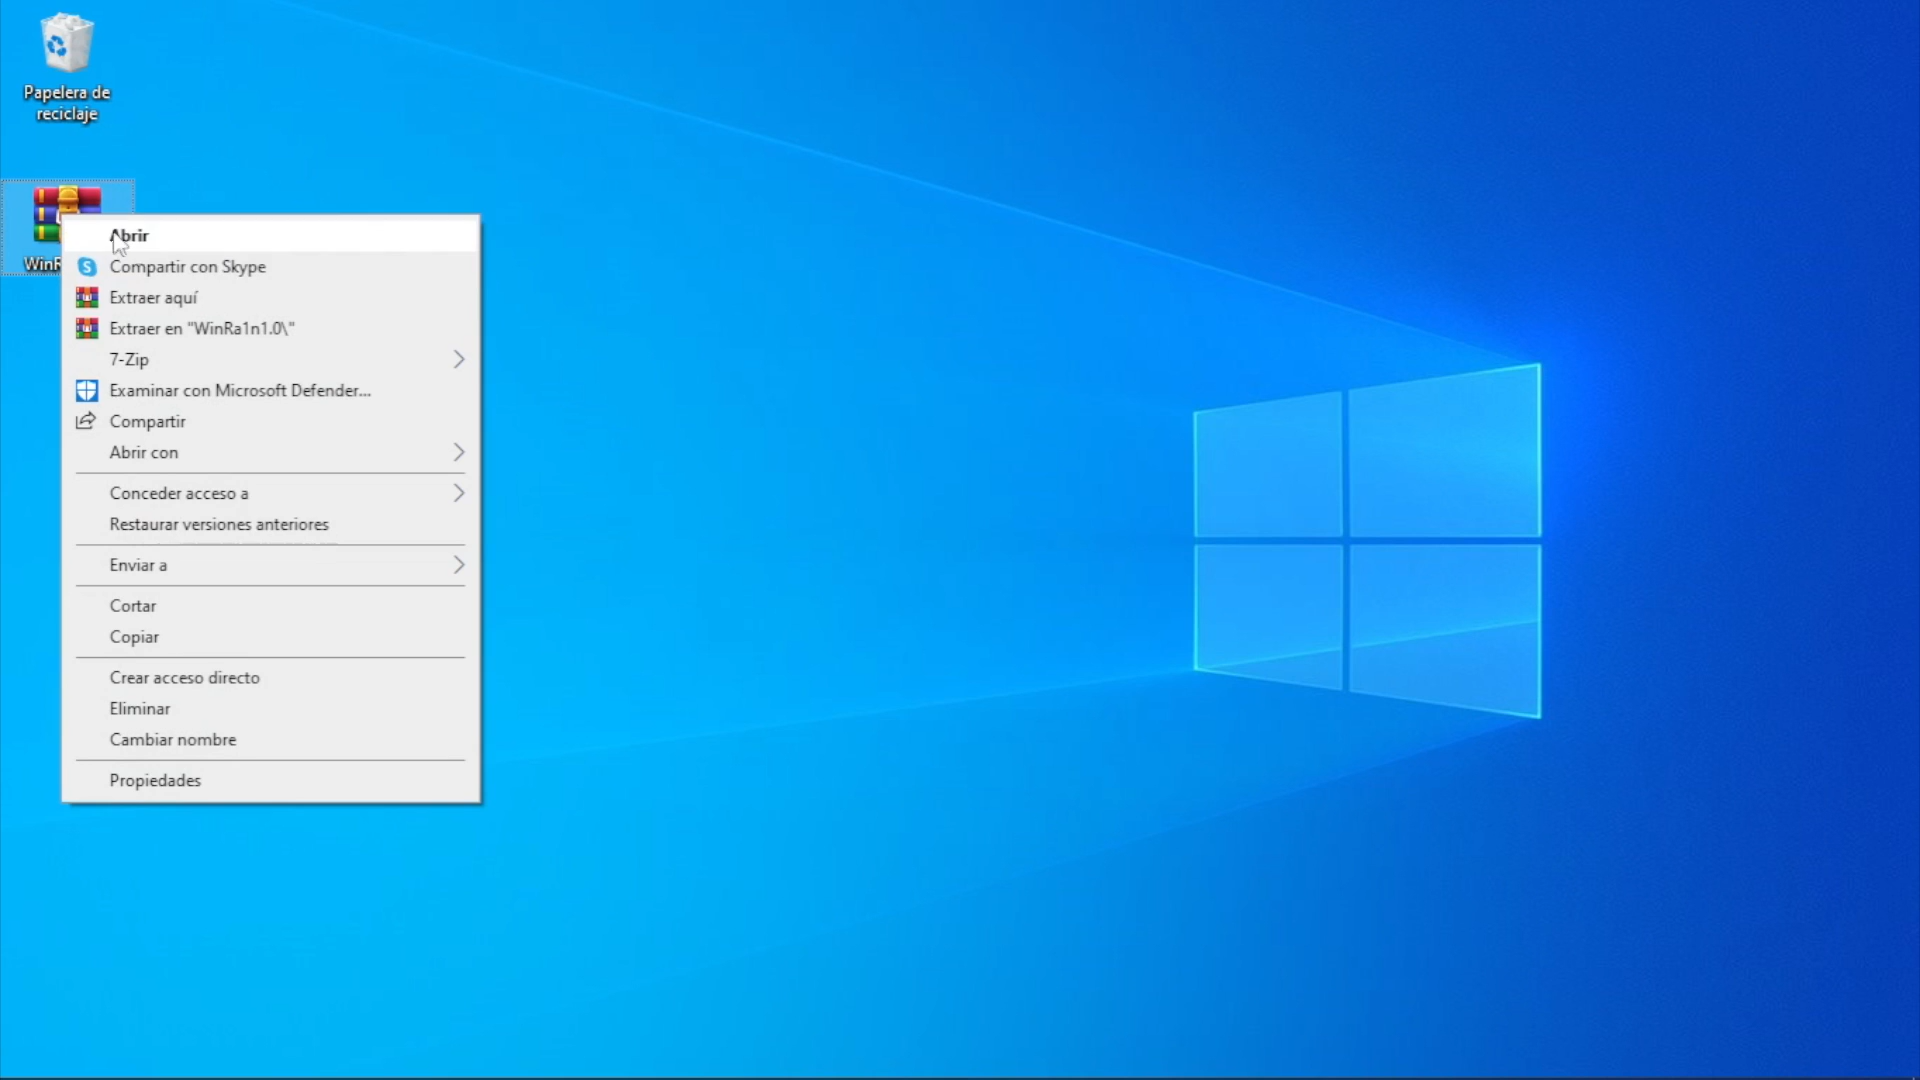 Papelera de
reciclaje
WinR
Abrir
Compartir con Skype
Extraer aquí
Extraer en "WinRa1n1.0\"
7-Zip
Examinar con Microsoft Defender...
Compartir
Abrir con
Conceder acceso a
Restaurar versiones anteriores
Enviar a
Cortar
Copiar
Crear acceso directo
Eliminar
Cambiar nombre
Propiedades